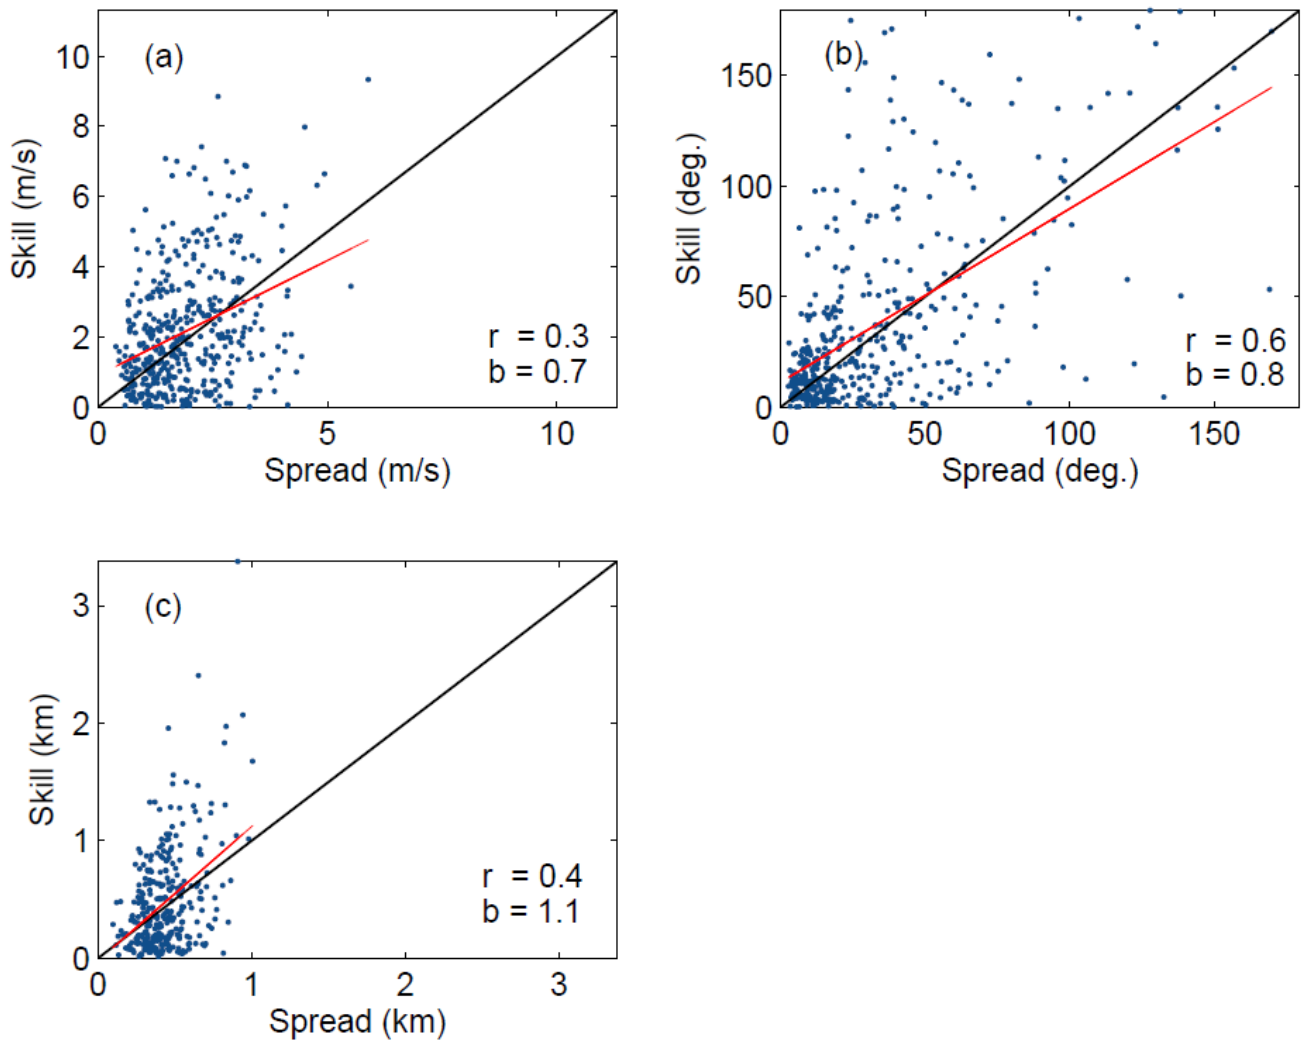 (a)
10
8
6
4
2
0
Skill (m/s)
r = 0.3
b = 0.7
0 5 10
Spread (m/s)
(b)
150
100
50
0
Skill (deg.)
r = 0.6
b = 0.8
0 50 100 150
Spread (deg.)
(c)
3
2
1
0
Skill (km)
r = 0.4
b = 1.1
0 1 2 3
Spread (km)